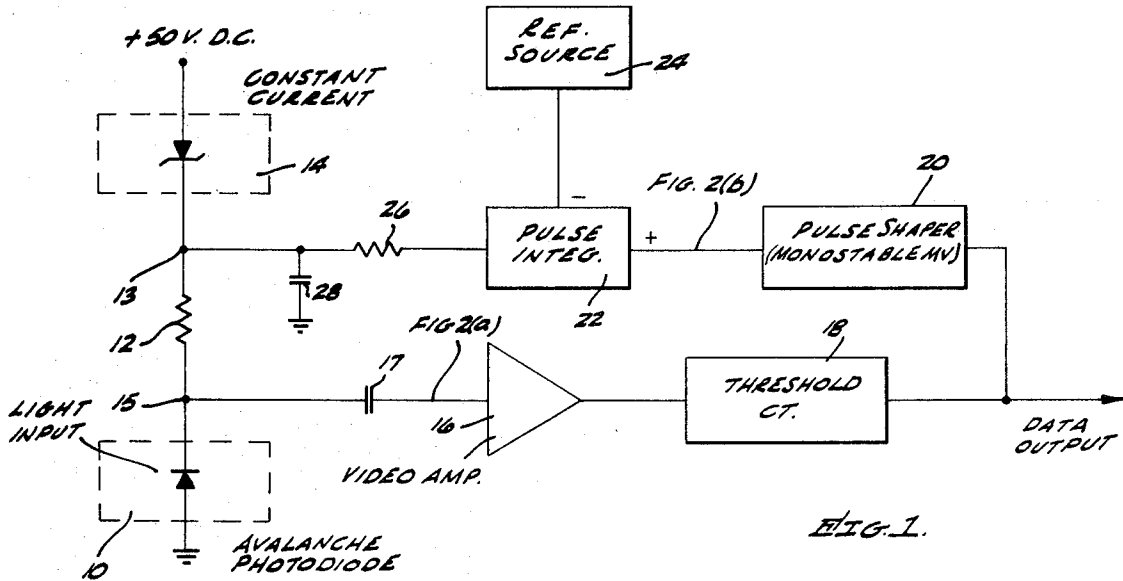 +50 V. D.C.
CONSTANT
CURRENT
14
REF.
SOURCE
24
FIG. 2(b)
20
26
PULSE
INTEG.
-
+
PULSE SHAPER
(MONOSTABLE MV)
13
28
22
12
FIG 2(a)
18
17
THRESHOLD
CT.
15
LIGHT
INPUT
16
VIDEO AMP.
DATA
OUTPUT
10
AVALANCHE
PHOTODIODE
FIG. 1.